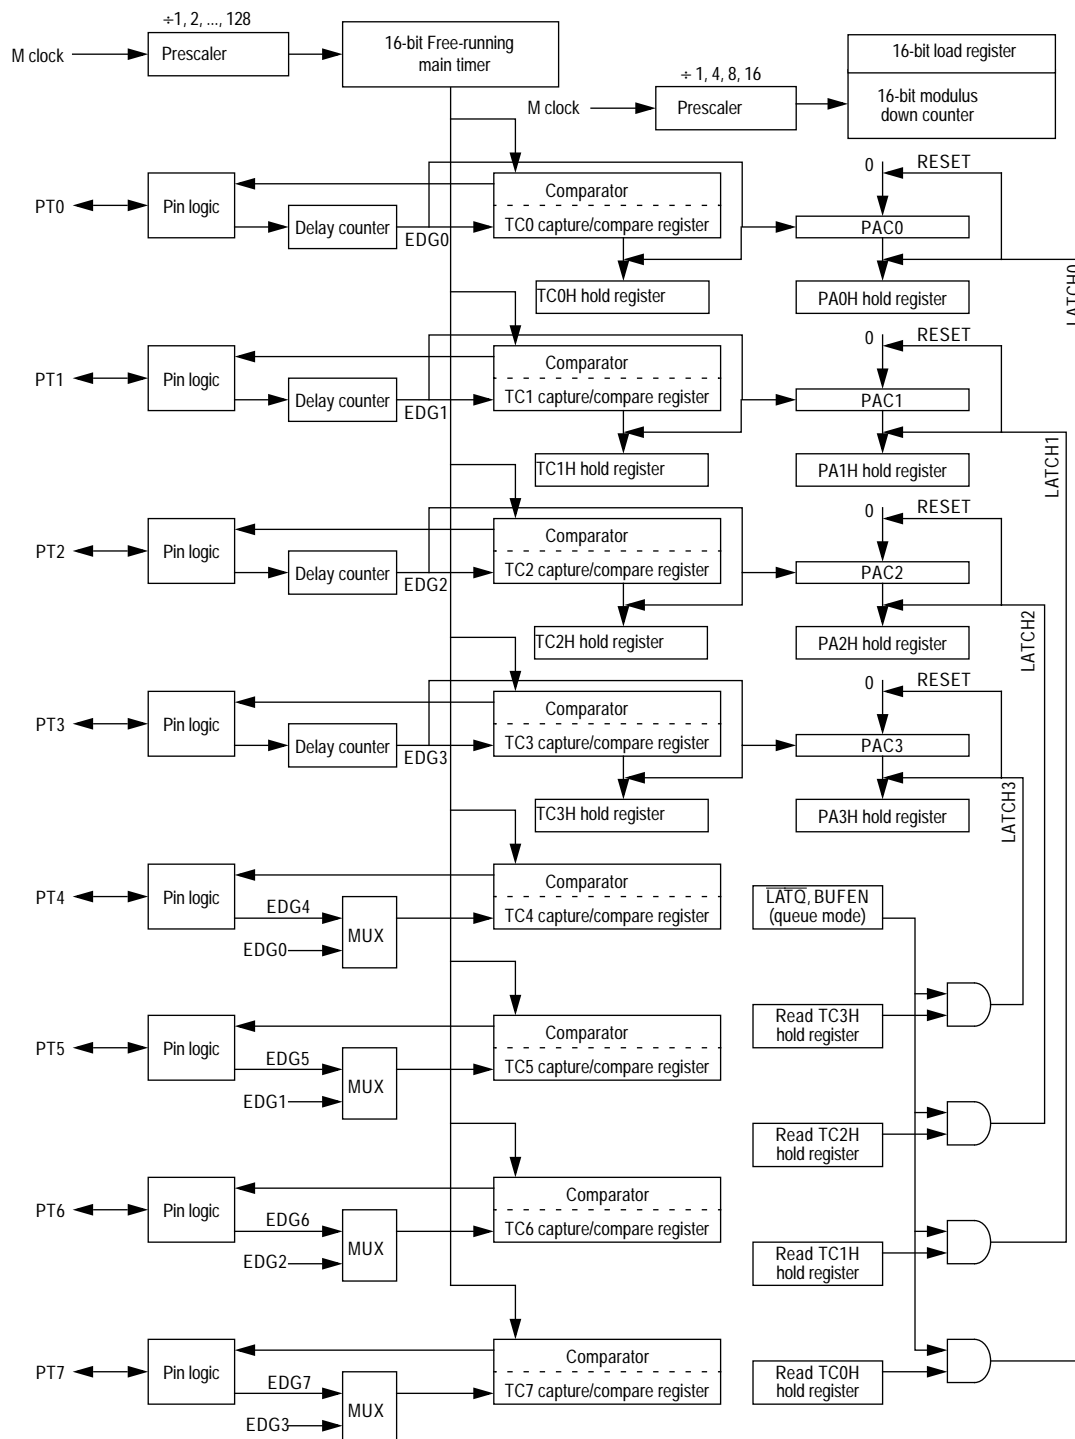 ÷1, 2, ..., 128
M clock
Prescaler
16-bit Free-running
main timer
16-bit load register
÷ 1, 4, 8, 16
M clock
Prescaler
16-bit modulus
down counter
0
RESET
PT0
Pin logic
Comparator
Delay counter
EDG0
TC0 capture/compare register
PAC0
TC0H hold register
PA0H hold register
LATCH0
0
RESET
PT1
Pin logic
Comparator
Delay counter
EDG1
TC1 capture/compare register
PAC1
TC1H hold register
PA1H hold register
LATCH1
0
RESET
PT2
Pin logic
Comparator
Delay counter
EDG2
TC2 capture/compare register
PAC2
TC2H hold register
PA2H hold register
LATCH2
0
RESET
PT3
Pin logic
Comparator
Delay counter
EDG3
TC3 capture/compare register
PAC3
TC3H hold register
PA3H hold register
LATCH3
PT4
Pin logic
Comparator
EDG4
MUX
TC4 capture/compare register
EDG0
LATQ, BUFEN
(queue mode)
PT5
Pin logic
Comparator
EDG5
MUX
TC5 capture/compare register
EDG1
Read TC3H
hold register
Read TC2H
hold register
PT6
Pin logic
Comparator
EDG6
MUX
TC6 capture/compare register
EDG2
Read TC1H
hold register
PT7
Pin logic
Comparator
EDG7
MUX
TC7 capture/compare register
EDG3
Read TC0H
hold register